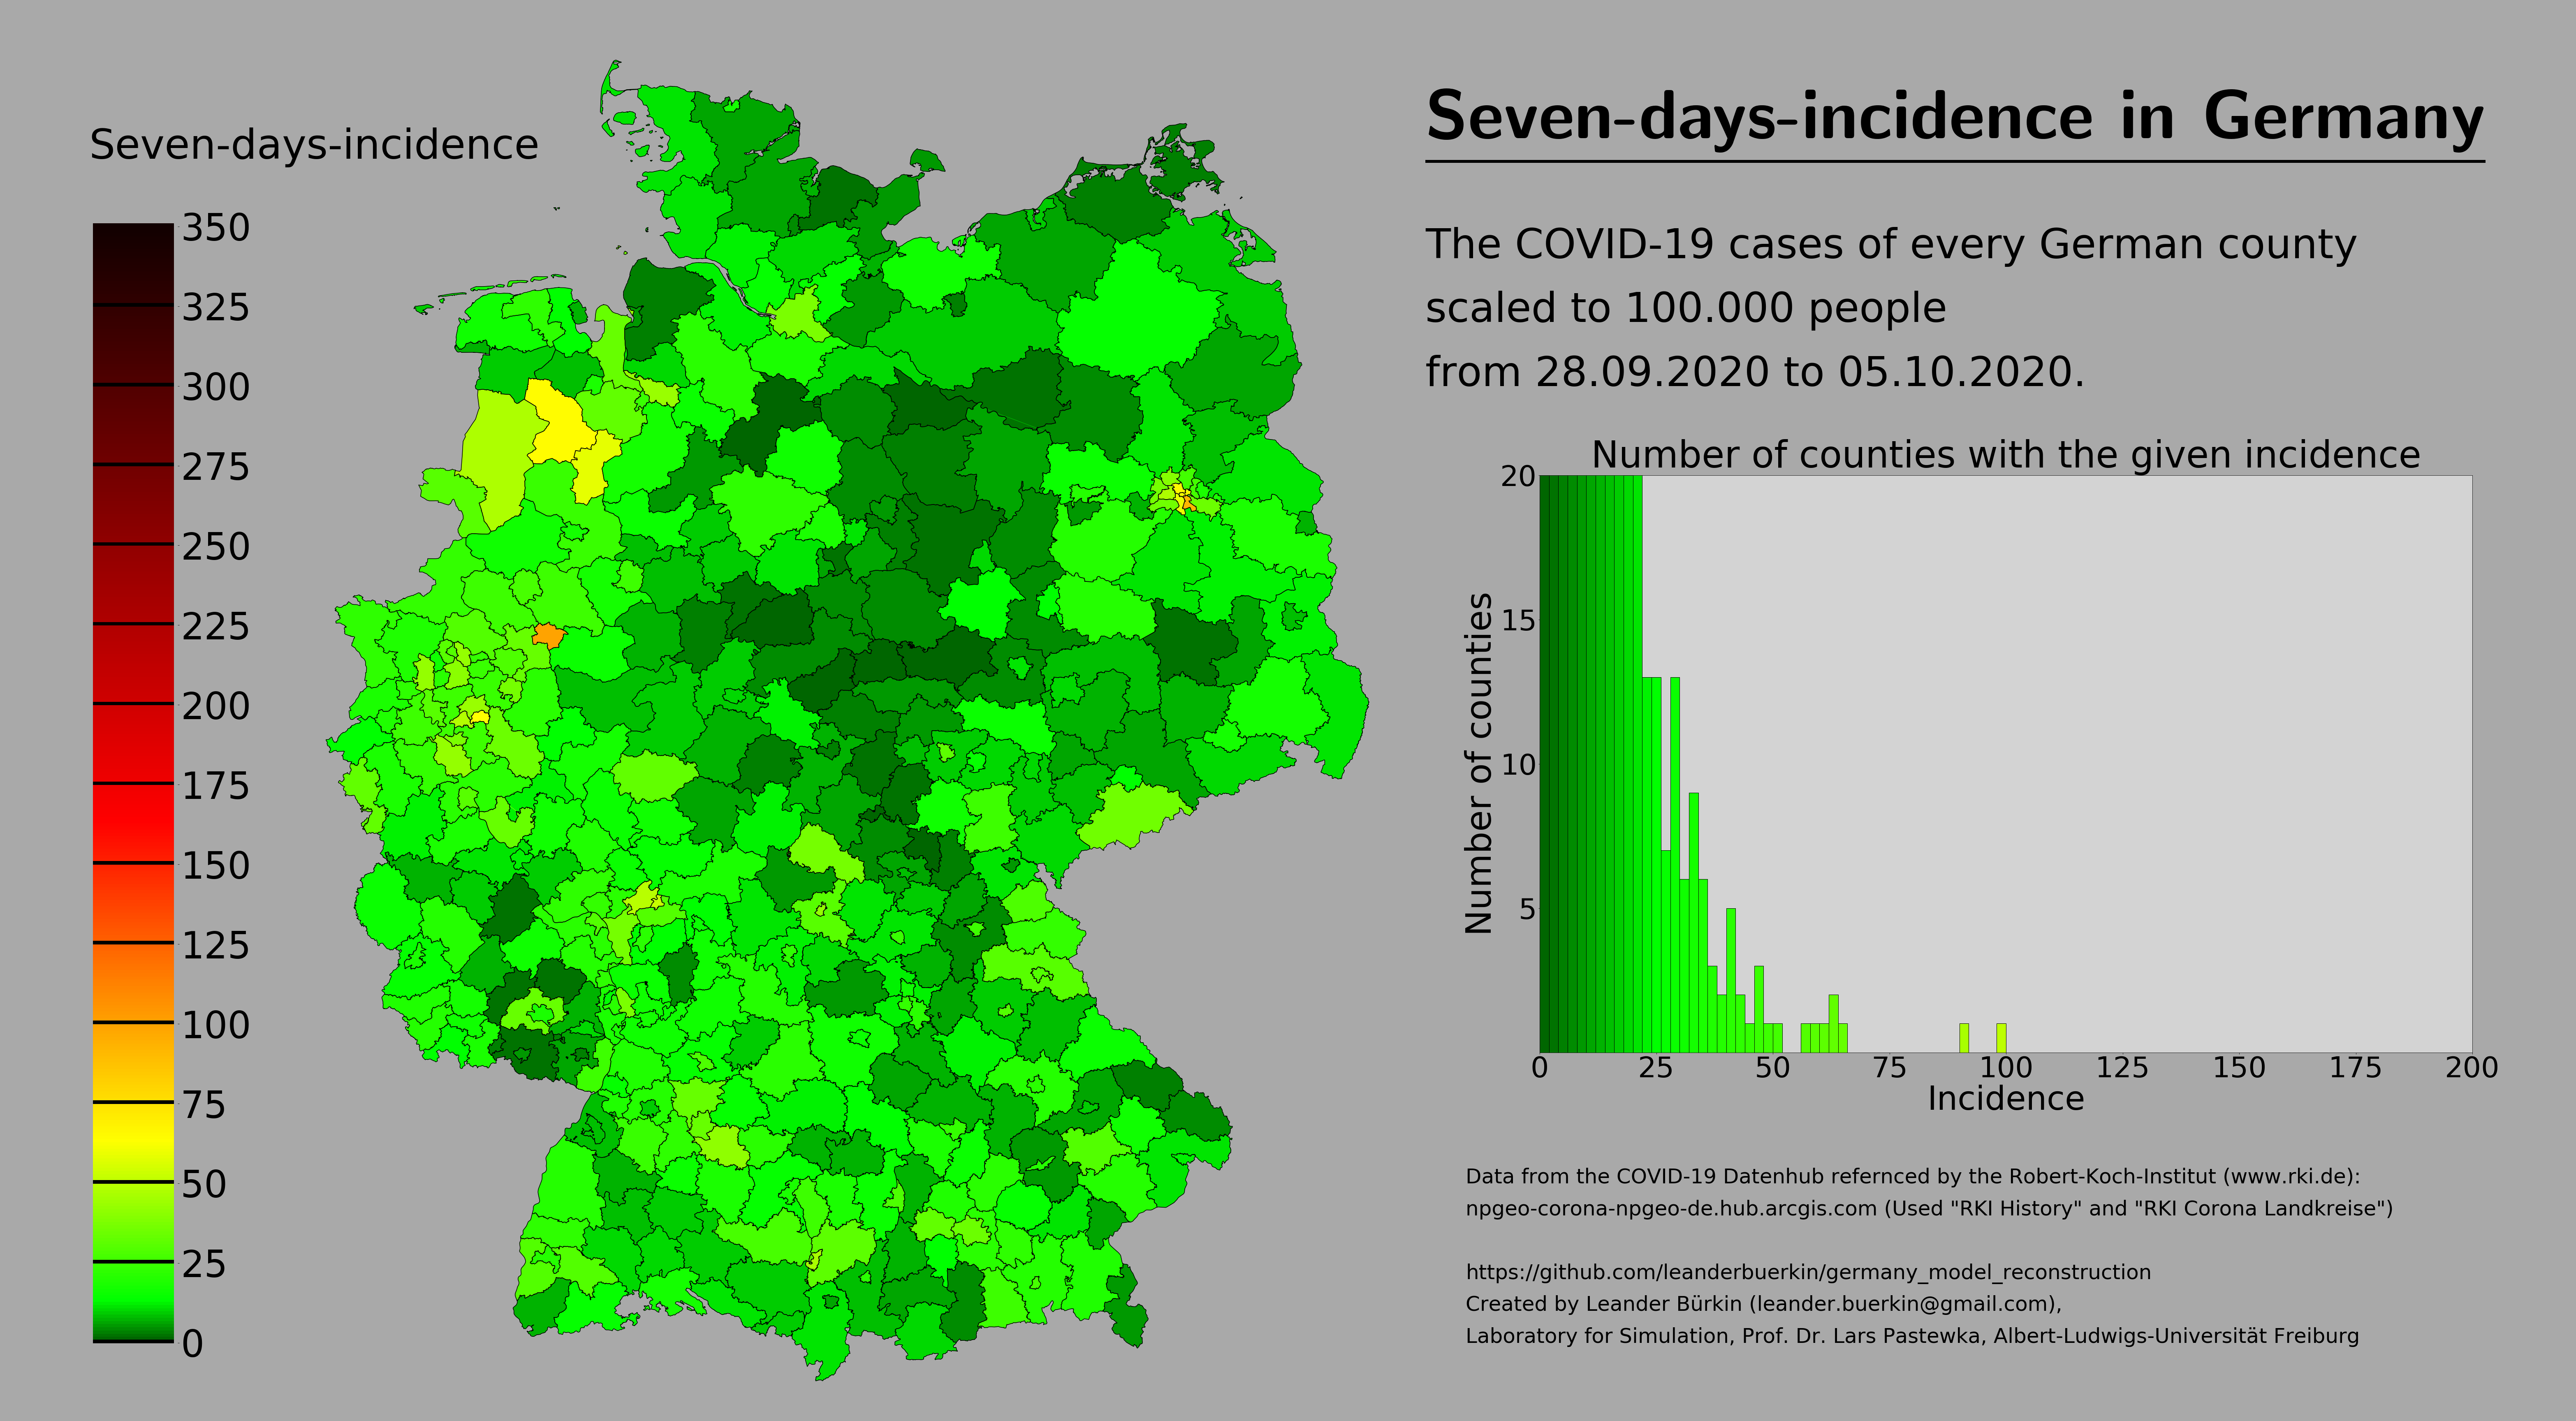 Seven-days-incidence in Germany
Seven-days-incidence
350
325
300
275
250
225
200
175
150
125
100
75
50
25
0
The COVID-19 cases of every German county
scaled to 100.000 people
from 28.09.2020 to 05.10.2020.
Number of counties with the given incidence
Number of counties
20
15
10
5
0 25 50 75 100 125 150 175 200
Incidence
Data from the COVID-19 Datenhub refernced by the Robert-Koch-Institut (www.rki.de):
npgeo-corona-npgeo-de.hub.arcgis.com (Used "RKI History" and "RKI Corona Landkreise")
https://github.com/leanderbuerkin/germany_model_reconstruction
Created by Leander Bürkin (leander.buerkin@gmail.com),
Laboratory for Simulation, Prof. Dr. Lars Pastewka, Albert-Ludwigs-Universität Freiburg